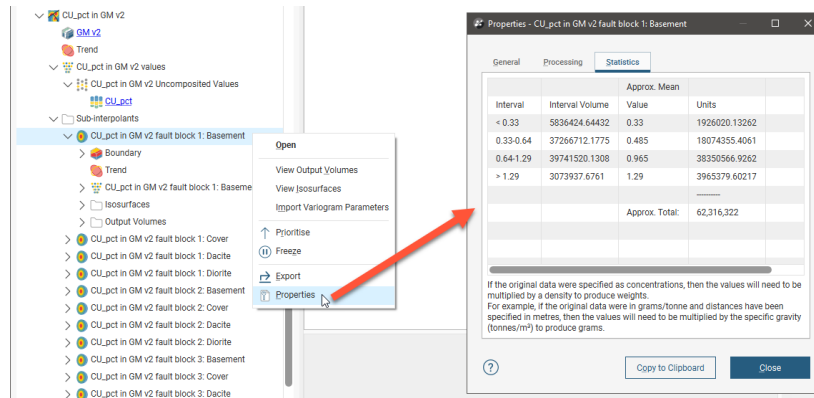 CU_pct in GM v2
GM v2
Trend
CU_pct in GM v2 values
CU_pct in GM v2 Uncomposited Values
CU_pct
Sub-interpolants
CU_pct in GM v2 fault block 1: Basement
Boundary
Trend
CU_pct in GM v2 fault block 1: Baseme
Isosurfaces
Output Volumes
CU_pct in GM v2 fault block 1: Cover
CU_pct in GM v2 fault block 1: Dacite
CU_pct in GM v2 fault block 1: Diorite
CU_pct in GM v2 fault block 2: Basement
CU_pct in GM v2 fault block 2: Cover
CU_pct in GM v2 fault block 2: Dacite
CU_pct in GM v2 fault block 2: Diorite
CU_pct in GM v2 fault block 3: Basement
CU_pct in GM v2 fault block 3: Cover
CU_pct in GM v2 fault block 3: Dacite
Open
View Output Volumes
View Isosurfaces
Import Variogram Parameters
Prioritise
Freeze
Export
Properties
Properties - CU_pct in GM v2 fault block 1: Basement
General Processing Statistics
Approx. Mean
Interval Interval Volume Value Units
< 0.33 5836424.64432 0.33 1926020.13262
0.33-0.64 37266712.1775 0.485 18074355.4061
0.64-1.29 39741520.1308 0.965 38350566.9262
> 1.29 3073937.6761 1.29 3965379.60217
----------
Approx. Total: 62,316,322
If the original data were specified as concentrations, then the values will need to be
multiplied by a density to produce weights.
For example, if the original data were in grams/tonne and distances have been
specified in metres, then the values will need to be multiplied by the specific gravity
(tonnes/m³) to produce grams.
? Copy to Clipboard Close